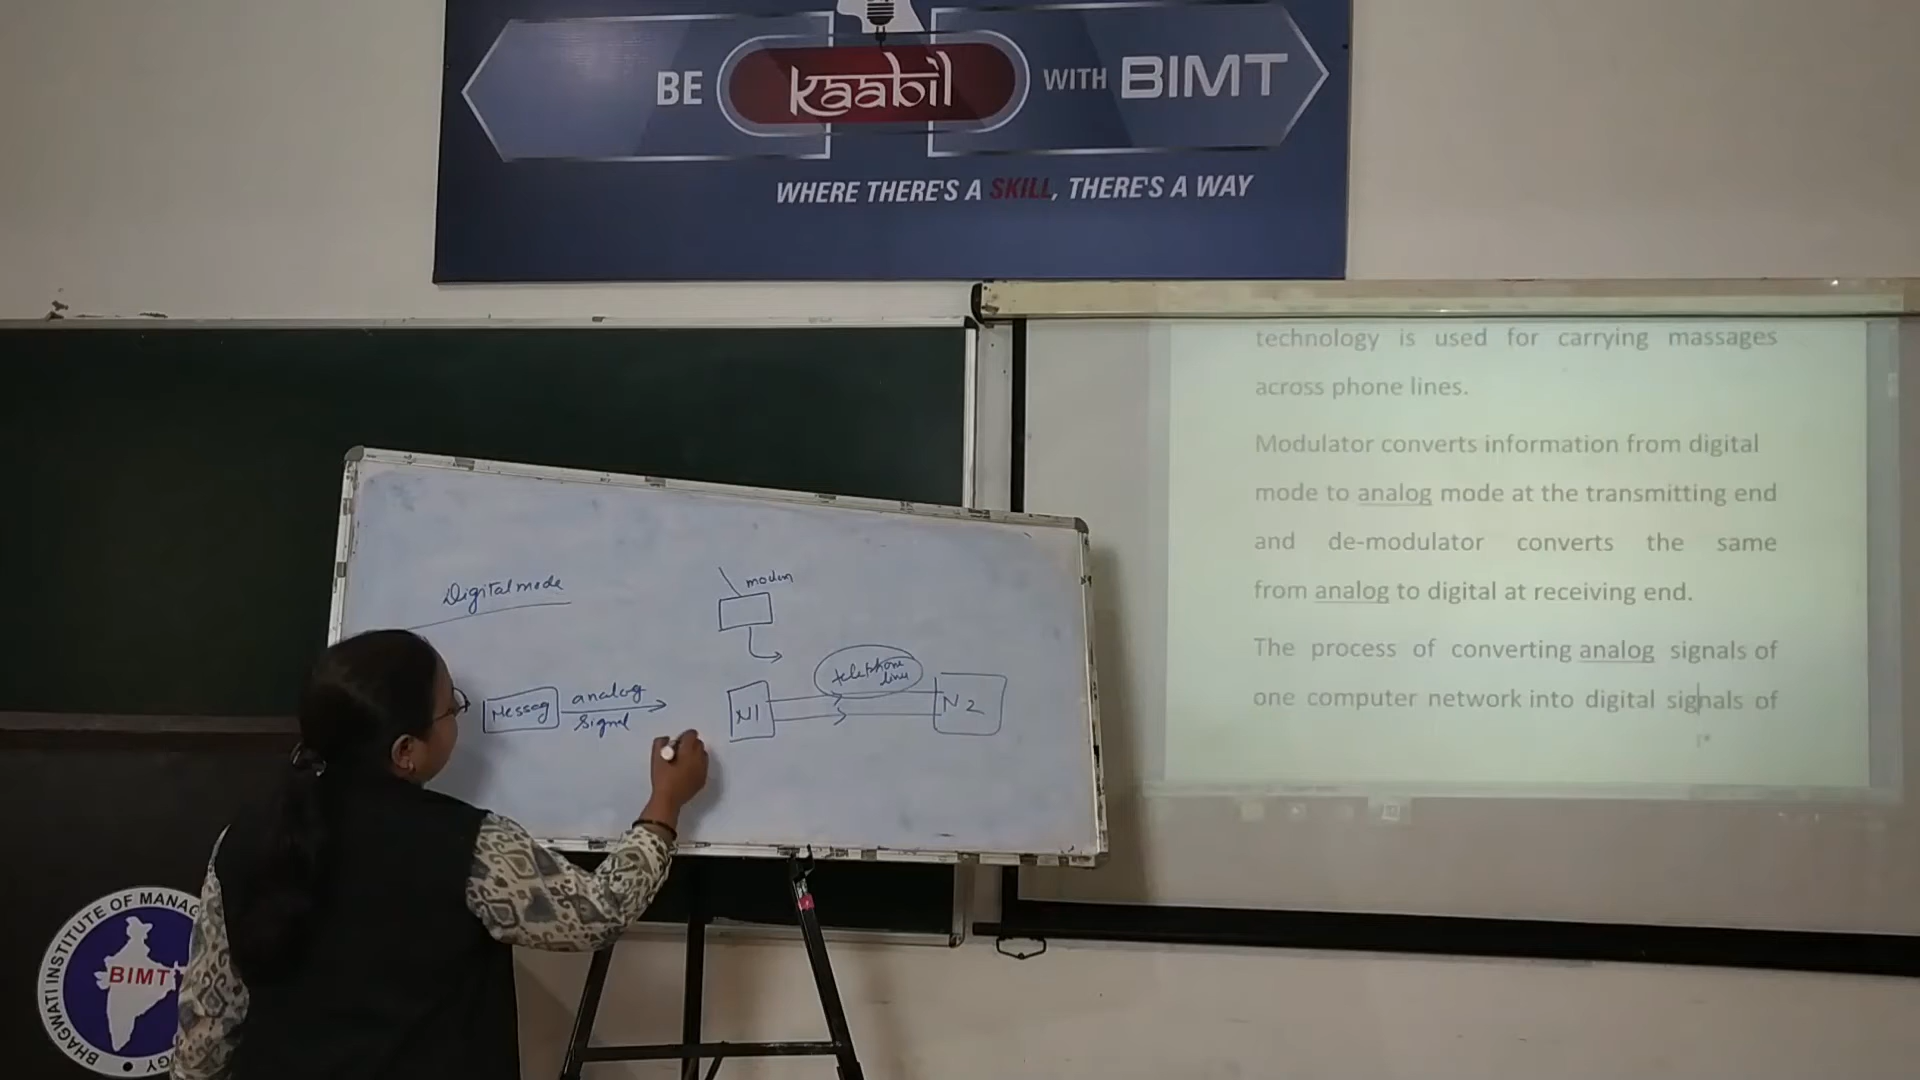 BE kaabil WITH BIMT
WHERE THERE'S A SKILL, THERE'S A WAY
technology is used for carrying massages
across phone lines.
Modulator converts information from digital
mode to analog mode at the transmitting end
and de-modulator converts the same
from analog to digital at receiving end.
The process of converting analog signals of
one computer network into digital signals of
Digital mode
modem
Messag
analog
Signal
telephone
line
N1
N2
BHAGWATI INSTITUTE OF MANAG
BIMT
GY